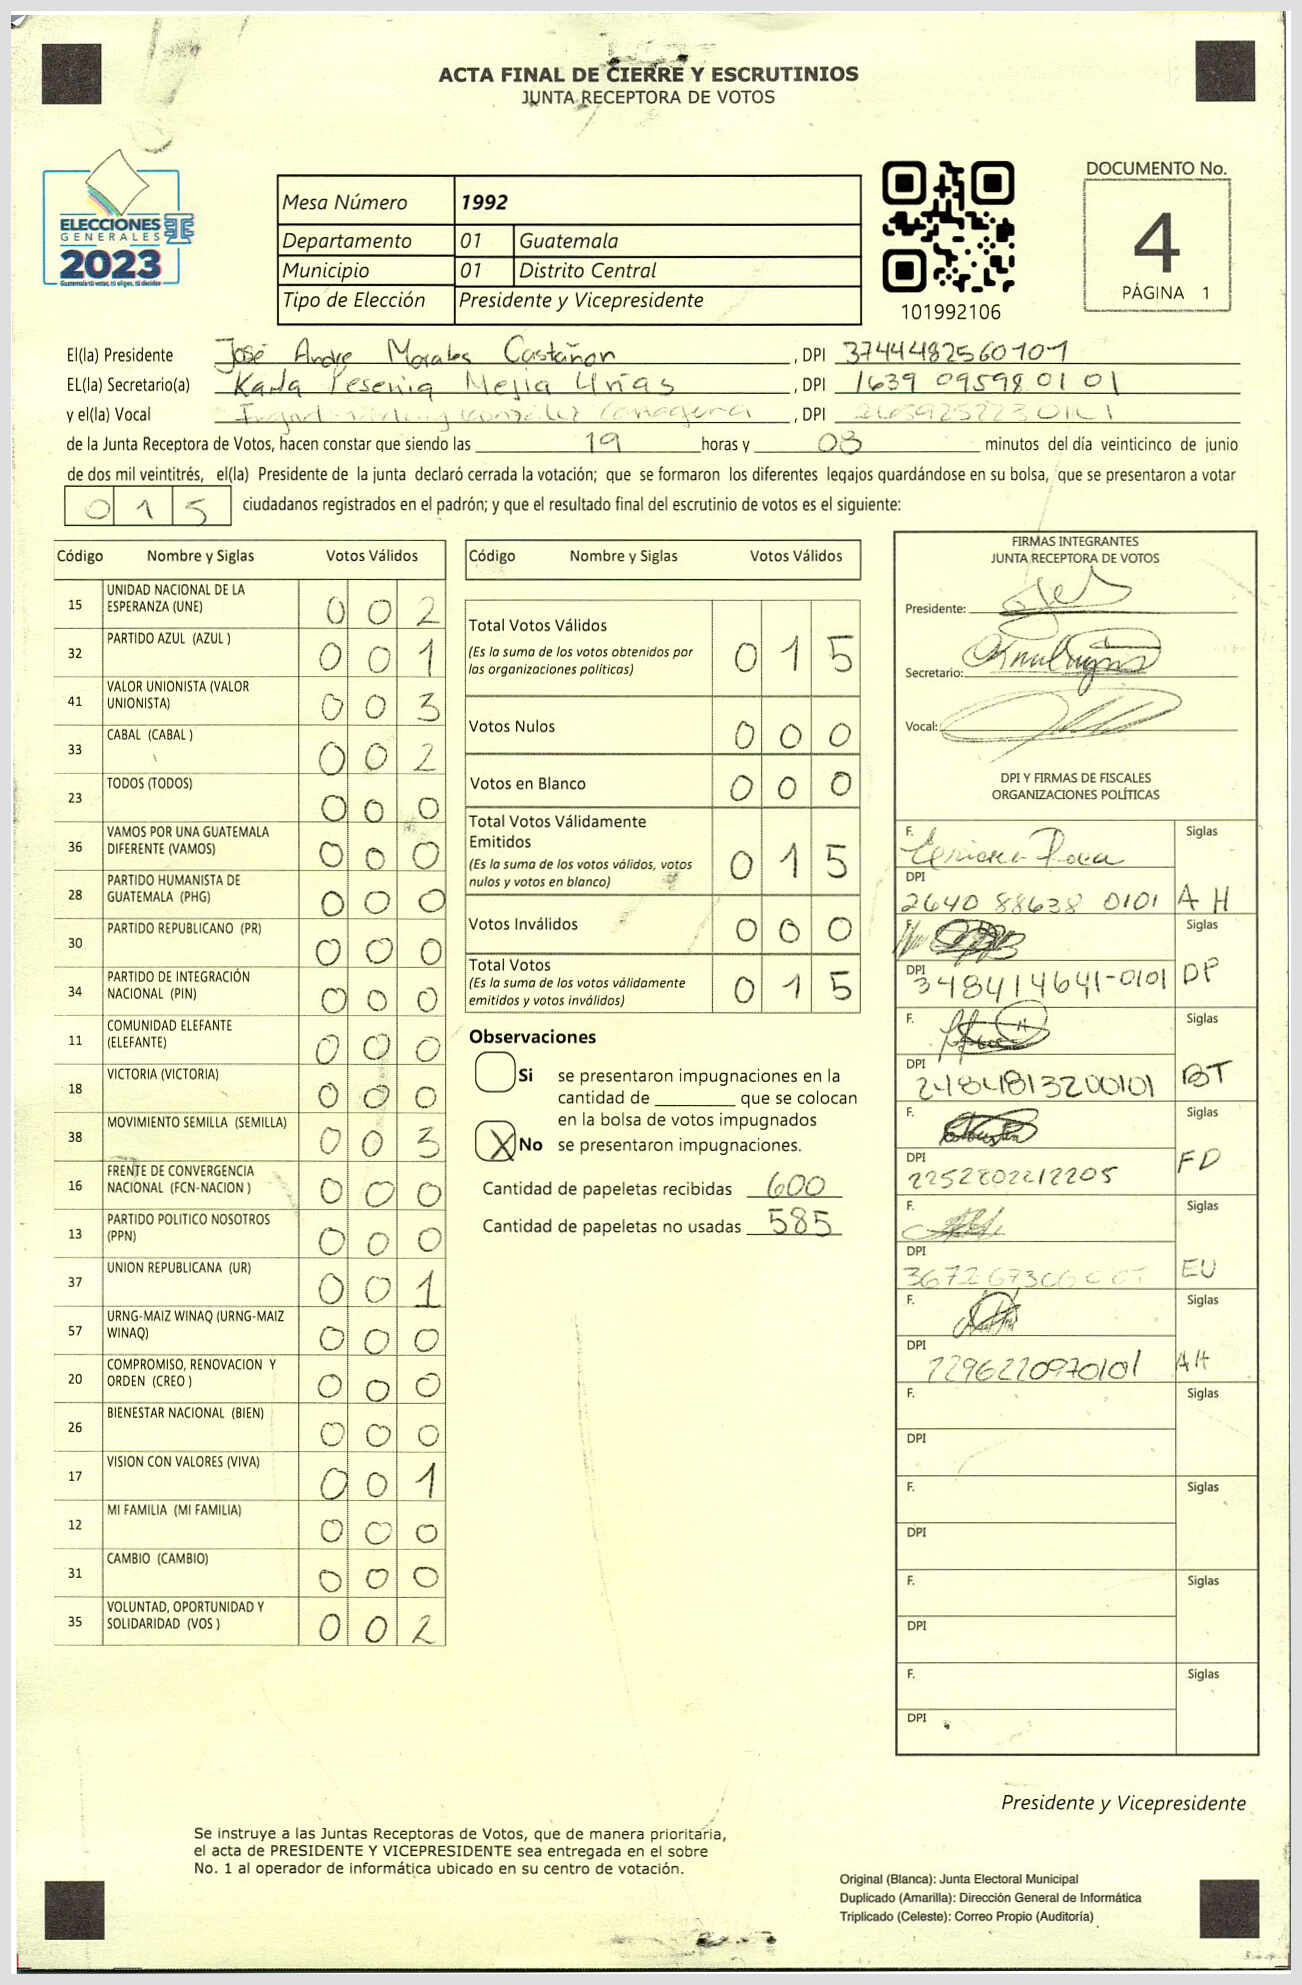 ACTA FINAL DE CIERRE Y ESCRUTINIOS
JUNTA RECEPTORA DE VOTOS
ELECCIONES
GENERALES
2023
Guatemala tú votas, tú eliges, tú decides
Mesa Número 1992
Departamento 01 Guatemala
Municipio 01 Distrito Central
Tipo de Elección Presidente y Vicepresidente
101992106
DOCUMENTO No.
4
PÁGINA 1
El(la) Presidente José Andre Morales Castañon , DPI 3744482560101
EL(la) Secretario(a) Karla Yesenia Mejia Urías , DPI 1639 09598 01 01
y el(la) Vocal González , DPI
de la Junta Receptora de Votos, hacen constar que siendo las 19 horas y 03 minutos del día veinticinco de junio
de dos mil veintitrés, el(la) Presidente de la junta declaró cerrada la votación; que se formaron los diferentes legajos guardándose en su bolsa, que se presentaron a votar
015 ciudadanos registrados en el padrón; y que el resultado final del escrutinio de votos es el siguiente:
Código Nombre y Siglas Votos Válidos
15 UNIDAD NACIONAL DE LA
ESPERANZA (UNE) 0 0 2
32 PARTIDO AZUL (AZUL ) 0 0 1
41 VALOR UNIONISTA (VALOR
UNIONISTA) 0 0 3
33 CABAL (CABAL ) 0 0 2
23 TODOS (TODOS) 0 0 0
36 VAMOS POR UNA GUATEMALA
DIFERENTE (VAMOS) 0 0 0
28 PARTIDO HUMANISTA DE
GUATEMALA (PHG) 0 0 0
30 PARTIDO REPUBLICANO (PR) 0 0 0
34 PARTIDO DE INTEGRACIÓN
NACIONAL (PIN) 0 0 0
11 COMUNIDAD ELEFANTE
(ELEFANTE) 0 0 0
18 VICTORIA (VICTORIA) 0 0 0
38 MOVIMIENTO SEMILLA (SEMILLA) 0 0 3
16 FRENTE DE CONVERGENCIA
NACIONAL (FCN-NACION ) 0 0 0
13 PARTIDO POLITICO NOSOTROS
(PPN) 0 0 0
37 UNION REPUBLICANA (UR) 0 0 1
57 URNG-MAIZ WINAQ (URNG-MAIZ
WINAQ) 0 0 0
20 COMPROMISO, RENOVACION Y
ORDEN (CREO ) 0 0 0
26 BIENESTAR NACIONAL (BIEN) 0 0 0
17 VISION CON VALORES (VIVA) 0 0 1
12 MI FAMILIA (MI FAMILIA) 0 0 0
31 CAMBIO (CAMBIO) 0 0 0
35 VOLUNTAD, OPORTUNIDAD Y
SOLIDARIDAD (VOS ) 0 0 2
Código Nombre y Siglas Votos Válidos
Total Votos Válidos 0 1 5
(Es la suma de los votos obtenidos por
las organizaciones políticas)
Votos Nulos 0 0 0
Votos en Blanco 0 0 0
Total Votos Válidamente
Emitidos 0 1 5
(Es la suma de los votos válidos, votos
nulos y votos en blanco)
Votos Inválidos 0 0 0
Total Votos 0 1 5
(Es la suma de los votos válidamente
emitidos y votos inválidos)
Observaciones
Si se presentaron impugnaciones en la
cantidad de ________ que se colocan
en la bolsa de votos impugnados
X No se presentaron impugnaciones.
Cantidad de papeletas recibidas 600
Cantidad de papeletas no usadas 585
FIRMAS INTEGRANTES
JUNTA RECEPTORA DE VOTOS
Presidente:
Secretario:
Vocal:
DPI Y FIRMAS DE FISCALES
ORGANIZACIONES POLÍTICAS
F. Siglas
DPI
2640 88638 0101 A H
F. Siglas
DPI
348414641-0101 DP
F. Siglas
DPI
2484813200101 BT
F. Siglas
DPI
2252802212205 FD
F. Siglas
DPI
EU
F. Siglas
DPI
2296220970101 AH
F. Siglas
DPI
F. Siglas
DPI
F. Siglas
DPI
F. Siglas
DPI
Presidente y Vicepresidente
Se instruye a las Juntas Receptoras de Votos, que de manera prioritaria,
el acta de PRESIDENTE Y VICEPRESIDENTE sea entregada en el sobre
No. 1 al operador de informática ubicado en su centro de votación.
Original (Blanca): Junta Electoral Municipal
Duplicado (Amarilla): Dirección General de Informática
Triplicado (Celeste): Correo Propio (Auditoría)